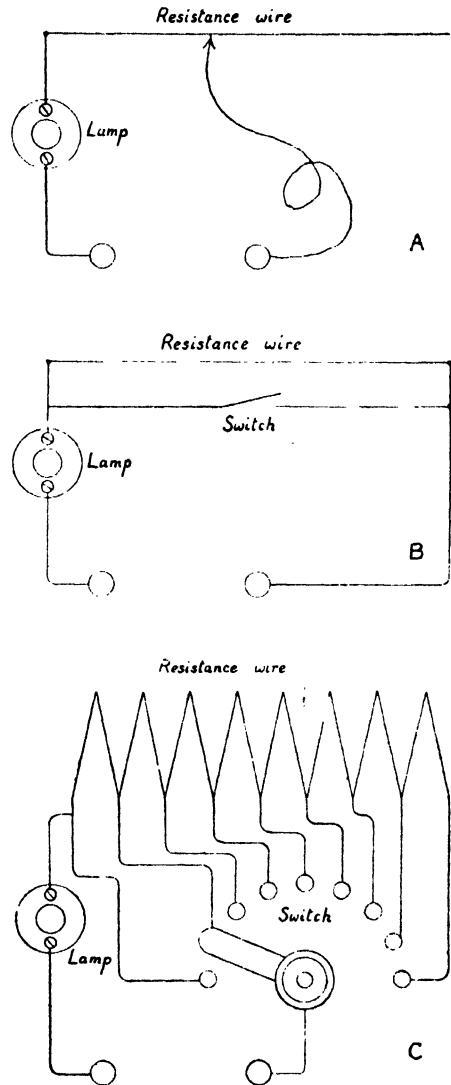 Resistance wire
Lamp
A
Resistance wire
Switch
Lamp
B
Resistance wire
Switch
Lamp
C